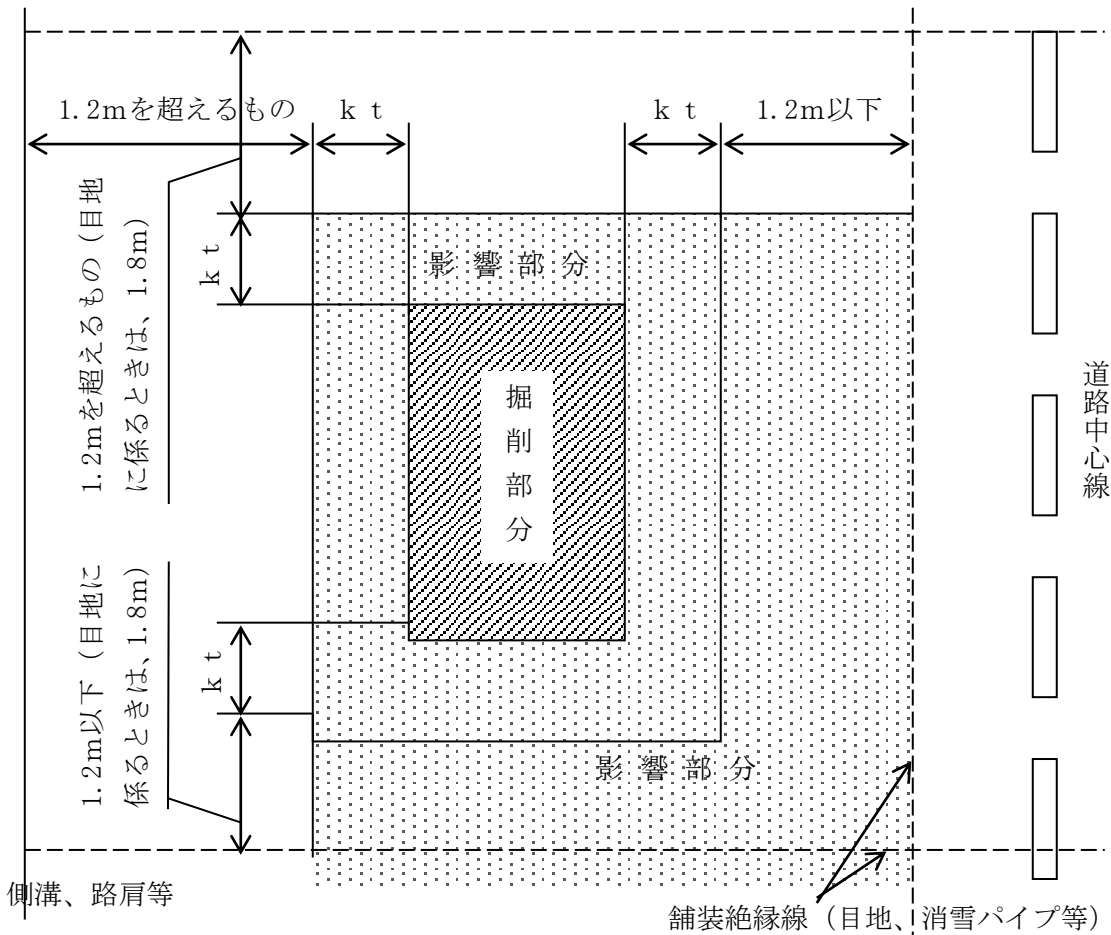 1.2mを超えるもの
k t
k t
1.2m以下
1.2mを超えるもの（目地
に係るときは、1.8m）
k t
影響部分
掘削部分
道路中心線
1.2m以下（目地に
係るときは、1.8m）
k t
影響部分
側溝、路肩等
舗装絶縁線（目地、消雪パイプ等）